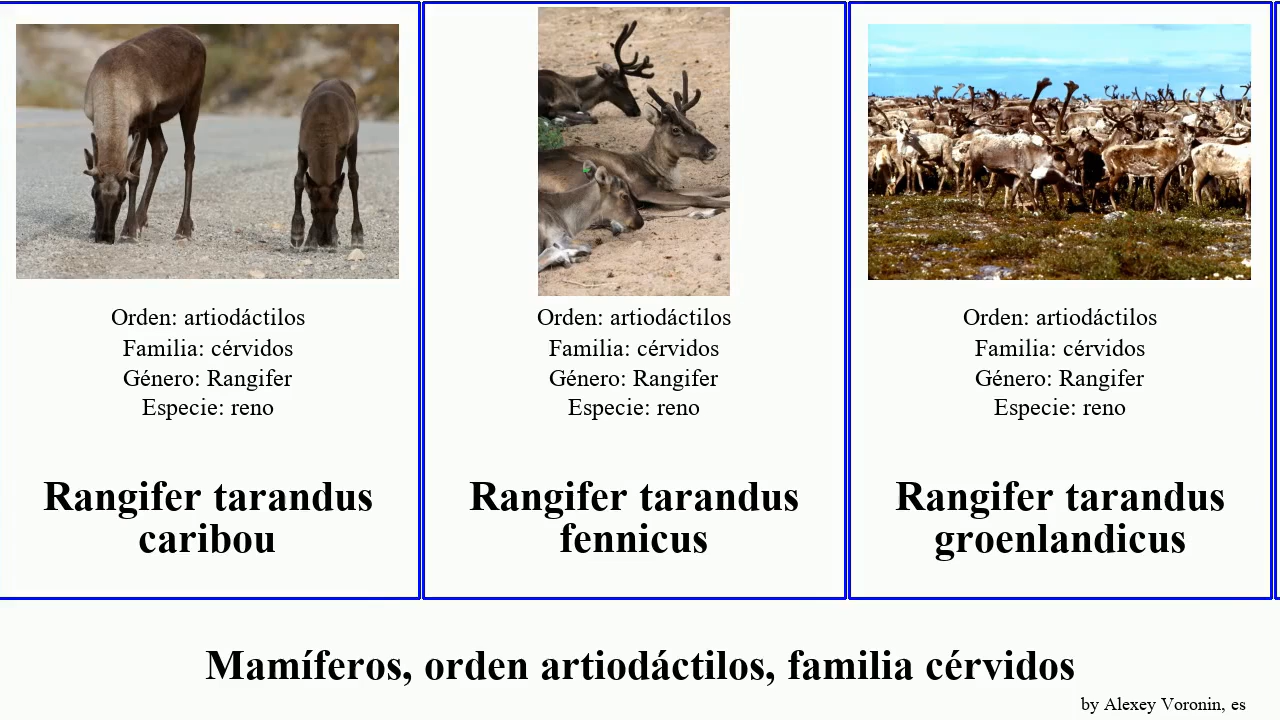 Orden: artiodáctilos
Familia: cérvidos
Género: Rangifer
Especie: reno
Rangifer tarandus
caribou
Orden: artiodáctilos
Familia: cérvidos
Género: Rangifer
Especie: reno
Rangifer tarandus
fennicus
Orden: artiodáctilos
Familia: cérvidos
Género: Rangifer
Especie: reno
Rangifer tarandus
groenlandicus
Mamíferos, orden artiodáctilos, familia cérvidos
by Alexey Voronin, es